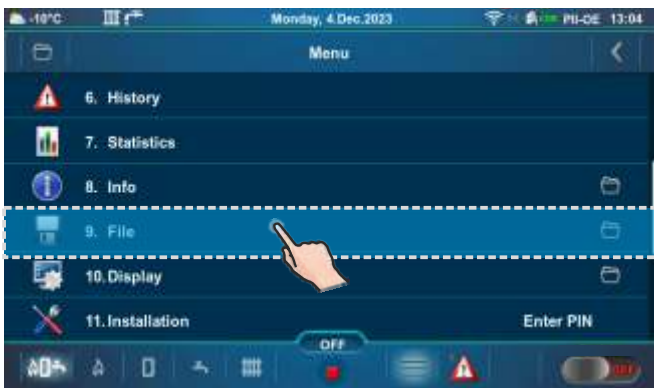 -10°C Monday, 4.Dec.2023 PII-OE 13:04
Menu
6. History
7. Statistics
8. Info
9. File
10. Display
11. Installation Enter PIN
OFF
OFF